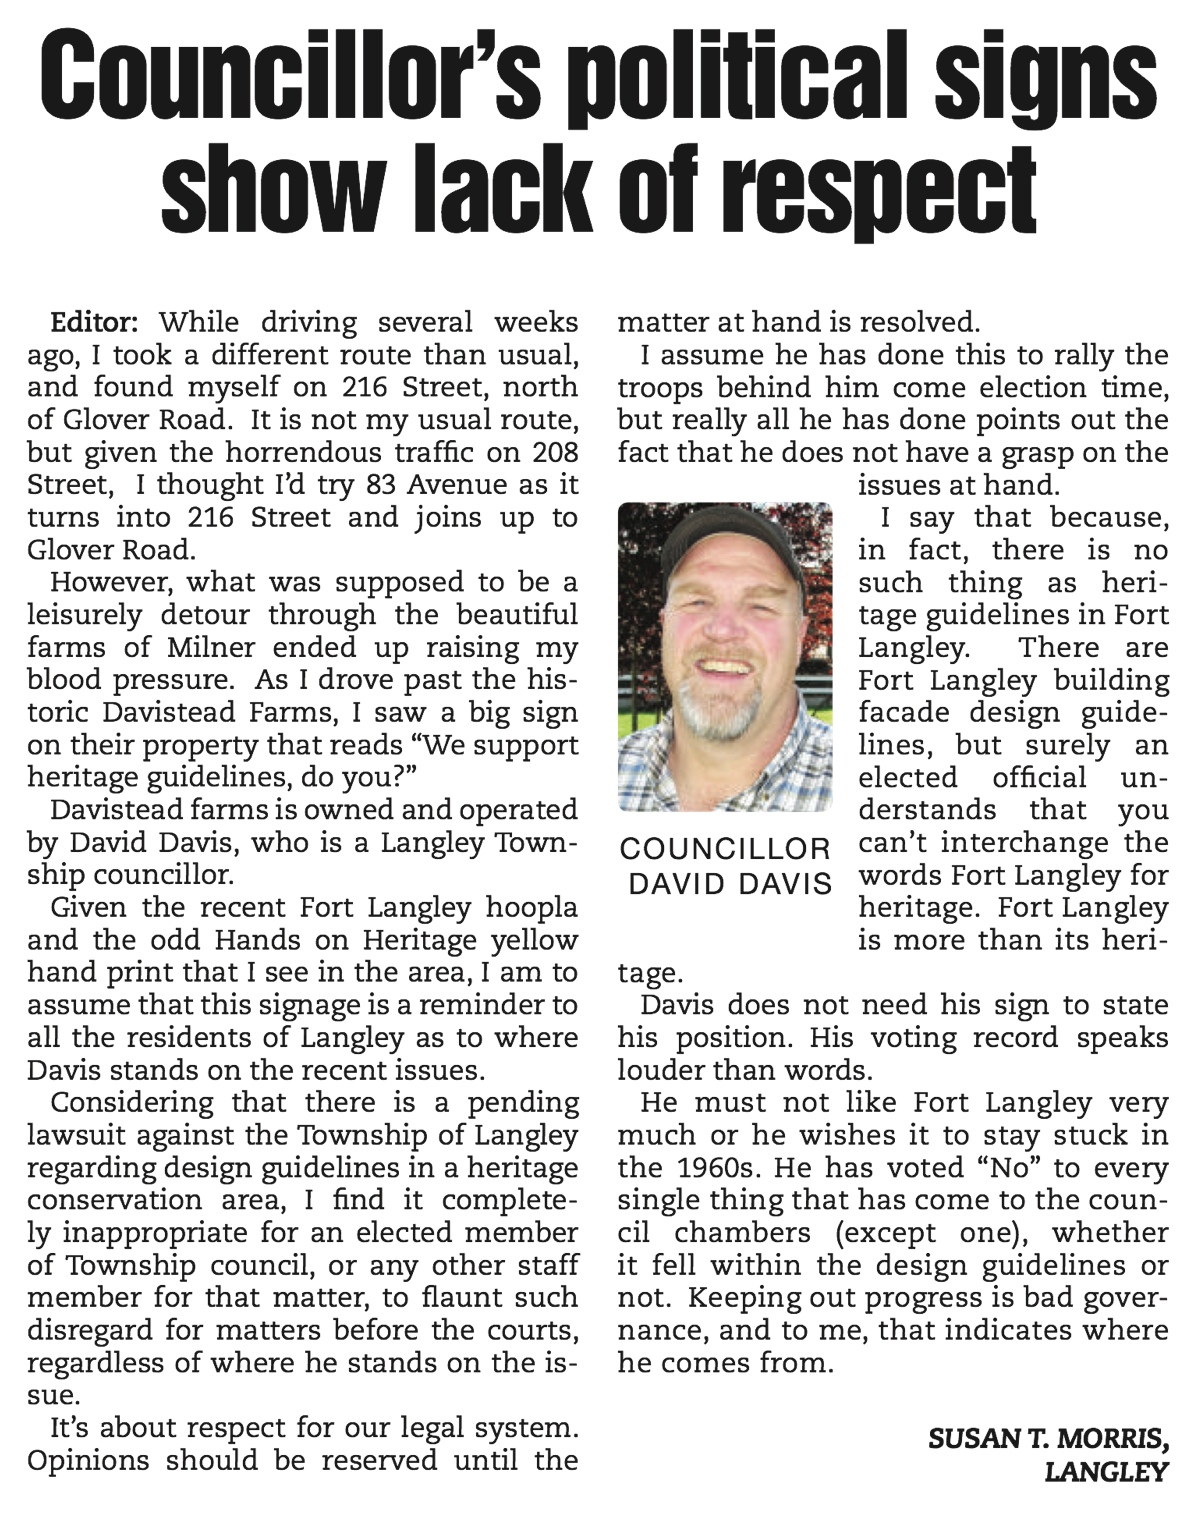 Councillor’s political signs
show lack of respect
Editor: While driving several weeks
ago, I took a different route than usual,
and found myself on 216 Street, north
of Glover Road. It is not my usual route,
but given the horrendous traffic on 208
Street, I thought I’d try 83 Avenue as it
turns into 216 Street and joins up to
Glover Road.
However, what was supposed to be a
leisurely detour through the beautiful
farms of Milner ended up raising my
blood pressure. As I drove past the his-
toric Davistead Farms, I saw a big sign
on their property that reads “We support
heritage guidelines, do you?”
Davistead farms is owned and operated
by David Davis, who is a Langley Town-
ship councillor.
Given the recent Fort Langley hoopla
and the odd Hands on Heritage yellow
hand print that I see in the area, I am to
assume that this signage is a reminder to
all the residents of Langley as to where
Davis stands on the recent issues.
Considering that there is a pending
lawsuit against the Township of Langley
regarding design guidelines in a heritage
conservation area, I find it complete-
ly inappropriate for an elected member
of Township council, or any other staff
member for that matter, to flaunt such
disregard for matters before the courts,
regardless of where he stands on the is-
sue.
It’s about respect for our legal system.
Opinions should be reserved until the
matter at hand is resolved.
I assume he has done this to rally the
troops behind him come election time,
but really all he has done points out the
fact that he does not have a grasp on the
issues at hand.
I say that because,
in fact, there is no
such thing as heri-
tage guidelines in Fort
Langley. There are
Fort Langley building
facade design guide-
lines, but surely an
elected official un-
derstands that you
can’t interchange the
words Fort Langley for
heritage. Fort Langley
is more than its heri-
tage.
COUNCILLOR
DAVID DAVIS
Davis does not need his sign to state
his position. His voting record speaks
louder than words.
He must not like Fort Langley very
much or he wishes it to stay stuck in
the 1960s. He has voted “No” to every
single thing that has come to the coun-
cil chambers (except one), whether
it fell within the design guidelines or
not. Keeping out progress is bad gover-
nance, and to me, that indicates where
he comes from.
SUSAN T. MORRIS,
LANGLEY